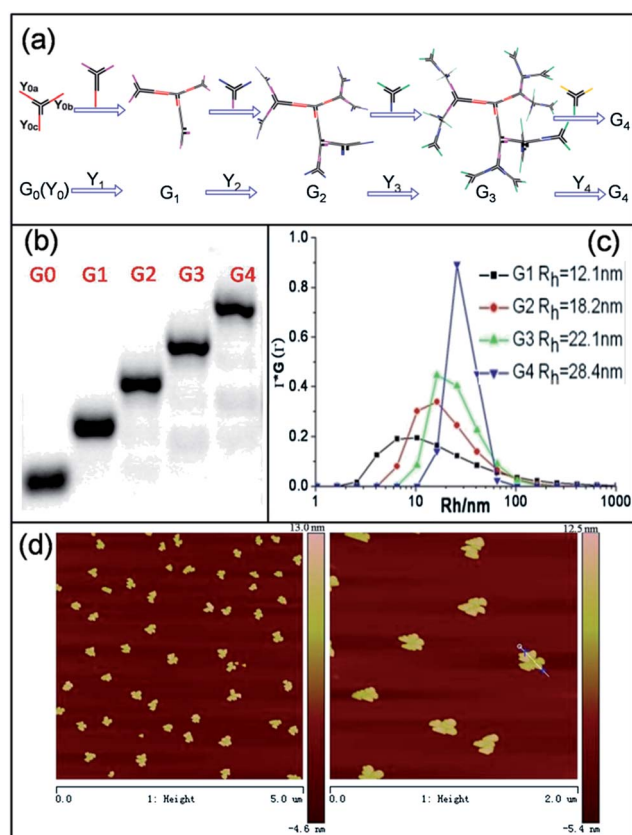 (a)
Y0a
Y0b
Y0c
G4
G0(Y0) Y1 G1 Y2 G2 Y3 G3 Y4 G4
(b)
G0 G1 G2 G3 G4
(c)
Γ*G (Γ)
1.0
0.8
0.6
0.4
0.2
0.0
G1 Rh=12.1nm
G2 Rh=18.2nm
G3 Rh=22.1nm
G4 Rh=28.4nm
1 10 100 1000
Rh/nm
(d)
13.0 nm
-4.6 nm
0.0 1: Height 5.0 um
12.5 nm
-5.4 nm
0.0 1: Height 2.0 um